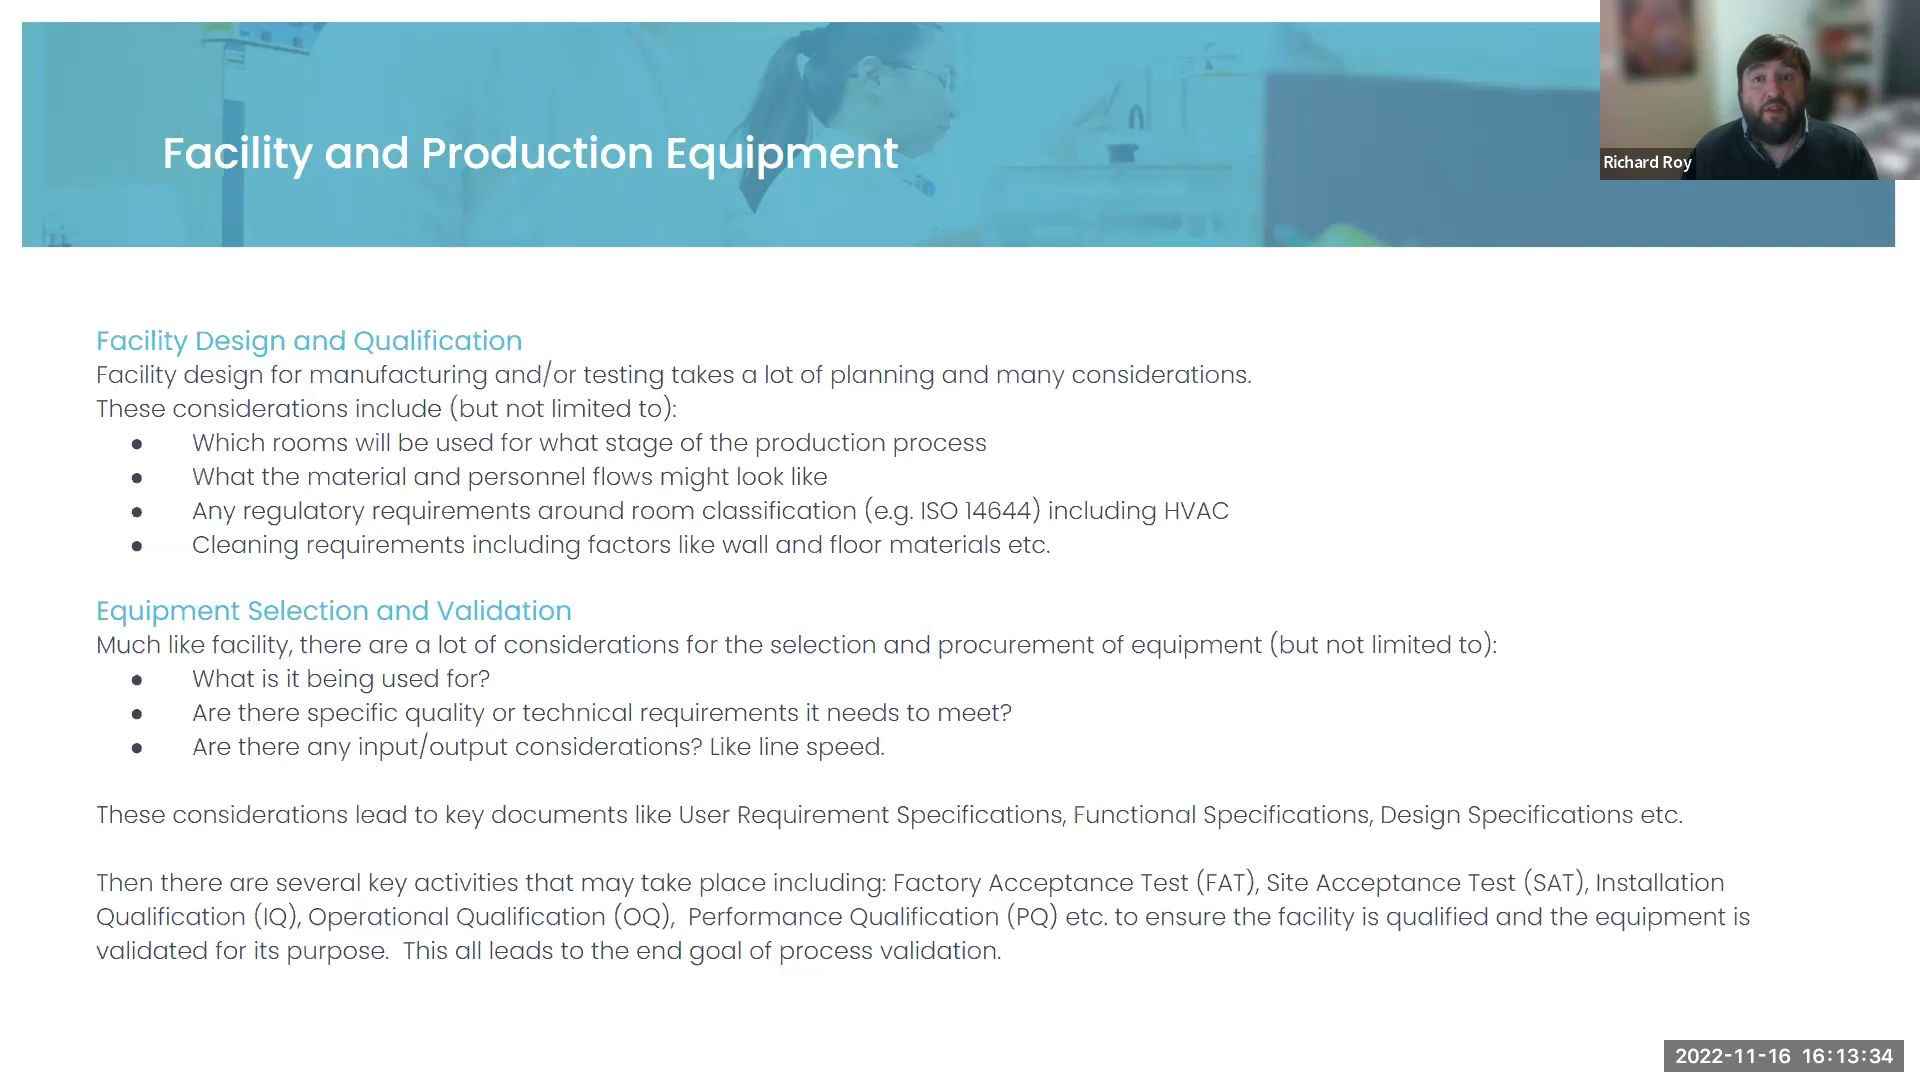 Facility and Production Equipment
Richard Roy
Facility Design and Qualification
Facility design for manufacturing and/or testing takes a lot of planning and many considerations.
These considerations include (but not limited to):
● Which rooms will be used for what stage of the production process
● What the material and personnel flows might look like
● Any regulatory requirements around room classification (e.g. ISO 14644) including HVAC
● Cleaning requirements including factors like wall and floor materials etc.
Equipment Selection and Validation
Much like facility, there are a lot of considerations for the selection and procurement of equipment (but not limited to):
● What is it being used for?
● Are there specific quality or technical requirements it needs to meet?
● Are there any input/output considerations? Like line speed.
These considerations lead to key documents like User Requirement Specifications, Functional Specifications, Design Specifications etc.
Then there are several key activities that may take place including: Factory Acceptance Test (FAT), Site Acceptance Test (SAT), Installation
Qualification (IQ), Operational Qualification (OQ),  Performance Qualification (PQ) etc. to ensure the facility is qualified and the equipment is
validated for its purpose.  This all leads to the end goal of process validation.
2022-11-16 16:13:34